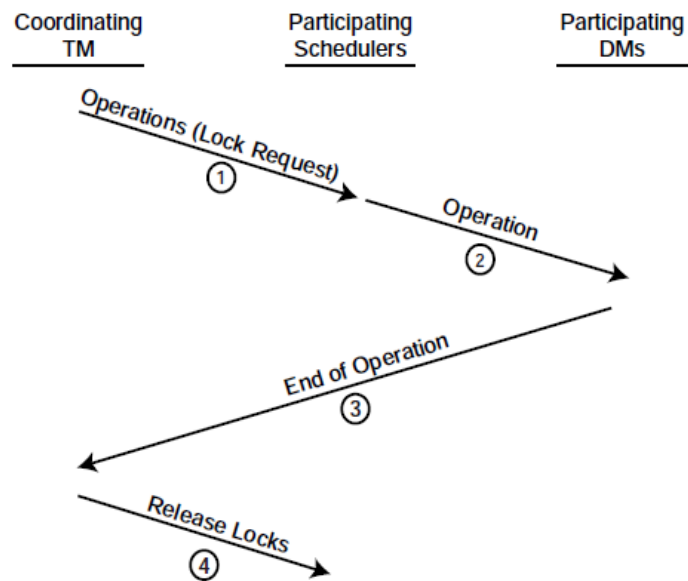 Coordinating
TM
Participating
Schedulers
Participating
DMs
Operations (Lock Request)
1
Operation
2
End of Operation
3
Release Locks
4